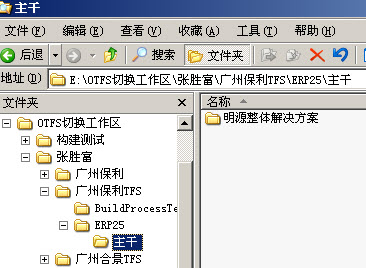 主干
文件(F) 编辑(E) 查看(V) 收藏(A) 工具(T) 帮助(H)
后退 搜索 文件夹
地址(D) E:\OTFS切换工作区\张胜富\广州保利TFS\ERP25\主干
文件夹 名称
OTFS切换工作区 明源整体解决方案
构建测试
张胜富
广州保利
广州保利TFS
BuildProcessTe
ERP25
主干
广州合景TFS